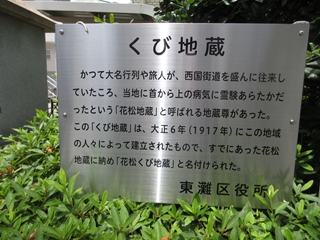 くび地蔵
かつて大名行列や旅人が、西国街道を盛んに往来し
ていたころ、当地に首から上の病気に霊験あらたかだ
ったという「花松地蔵」と呼ばれる地蔵尊があった。
この「くび地蔵」は、大正6年（1917年）にこの地域
の人々によって建立されたもので、すでにあった花松
地蔵に納め「花松くび地蔵」と名付けられた。
東灘区役所